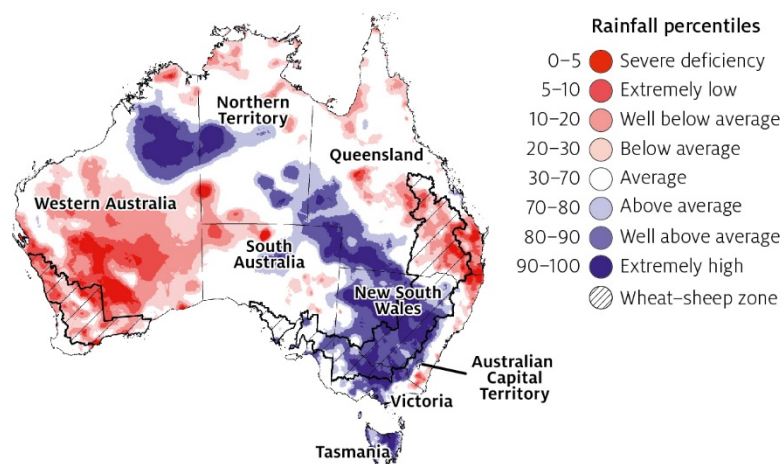 Northern
Territory
Queensland
Western Australia
South
Australia
New South
Wales
Australian
Capital
Territory
Victoria
Tasmania
Rainfall percentiles
0–5 Severe deficiency
5–10 Extremely low
10–20 Well below average
20–30 Below average
30–70 Average
70–80 Above average
80–90 Well above average
90–100 Extremely high
Wheat–sheep zone